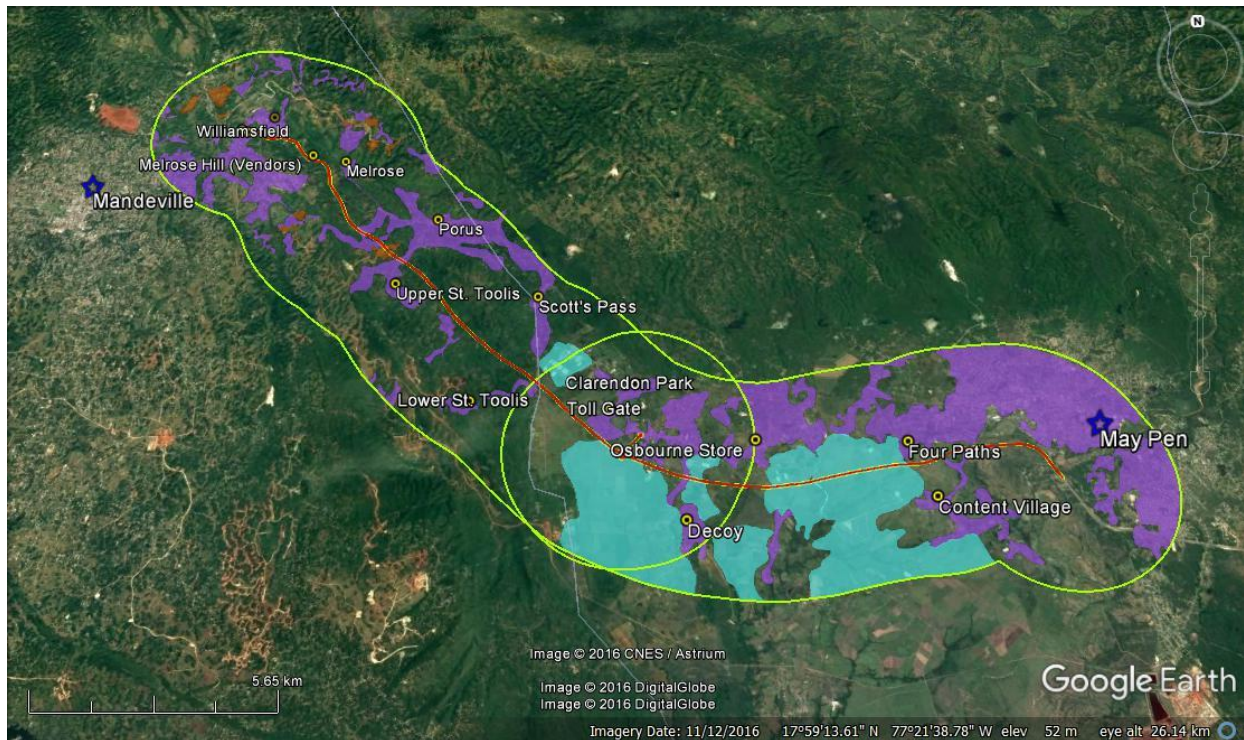 N
Williamsfield
Melrose Hill (Vendors)
Melrose
Mandeville
Porus
Upper St. Toolis
Scott's Pass
Clarendon Park
Lower St. Toolis
Toll Gate
May Pen
Osbourne Store
Four Paths
Content Village
Decoy
Image © 2016 CNES / Astrium
5.65 km
Image © 2016 DigitalGlobe
Image © 2016 DigitalGlobe
Google Earth
Imagery Date: 11/12/2016 17°59'13.61" N 77°21'38.78" W elev 52 m eye alt 26.14 km